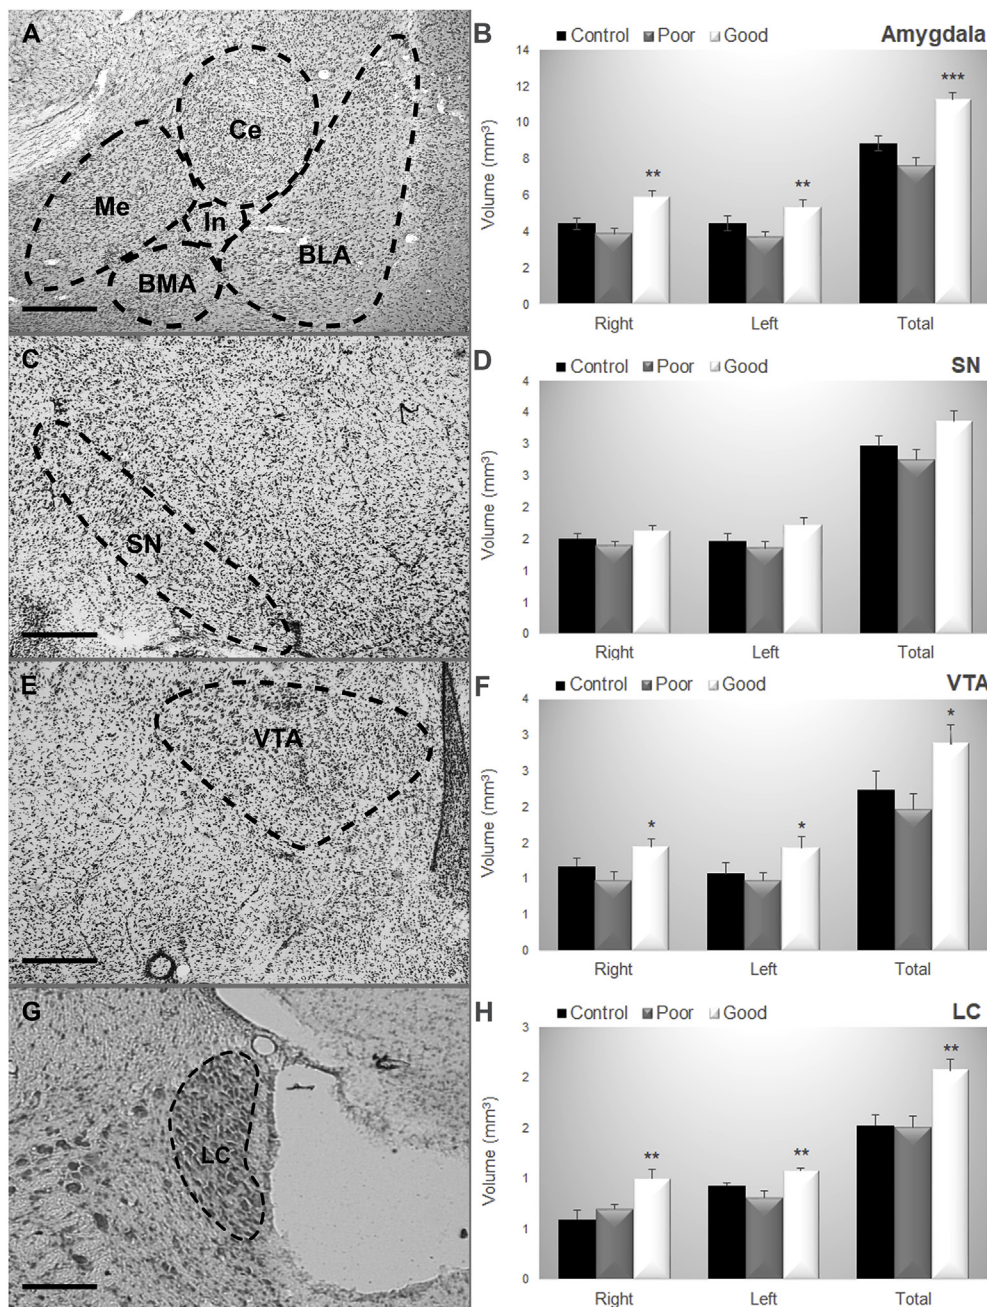 A
Ce
Me
In
BLA
BMA
B
Control Poor Good
Amygdala
Volume (mm³)
14
12
10
8
6
4
2
0
**
**
***
Right Left Total
C
SN
D
Control Poor Good
SN
Volume (mm³)
4
4
3
3
2
2
1
1
0
Right Left Total
E
VTA
F
Control Poor Good
VTA
Volume (mm³)
4
3
3
2
2
1
1
0
*
*
*
Right Left Total
G
LC
H
Control Poor Good
LC
Volume (mm³)
3
2
2
1
1
0
**
**
**
Right Left Total